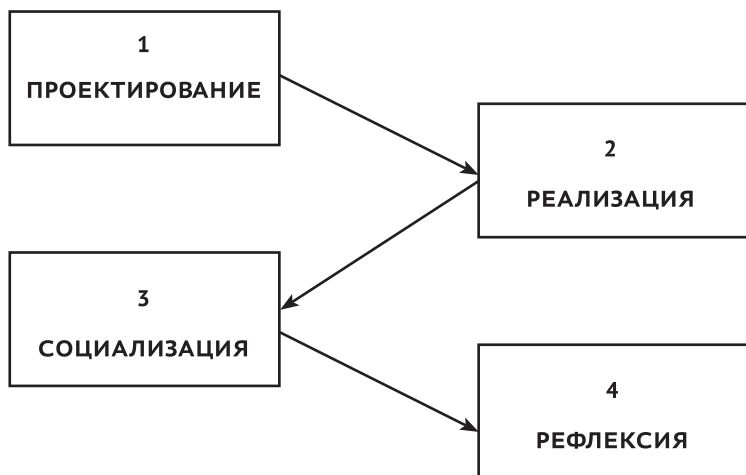 1
ПРОЕКТИРОВАНИЕ
2
РЕАЛИЗАЦИЯ
3
СОЦИАЛИЗАЦИЯ
4
РЕФЛЕКСИЯ